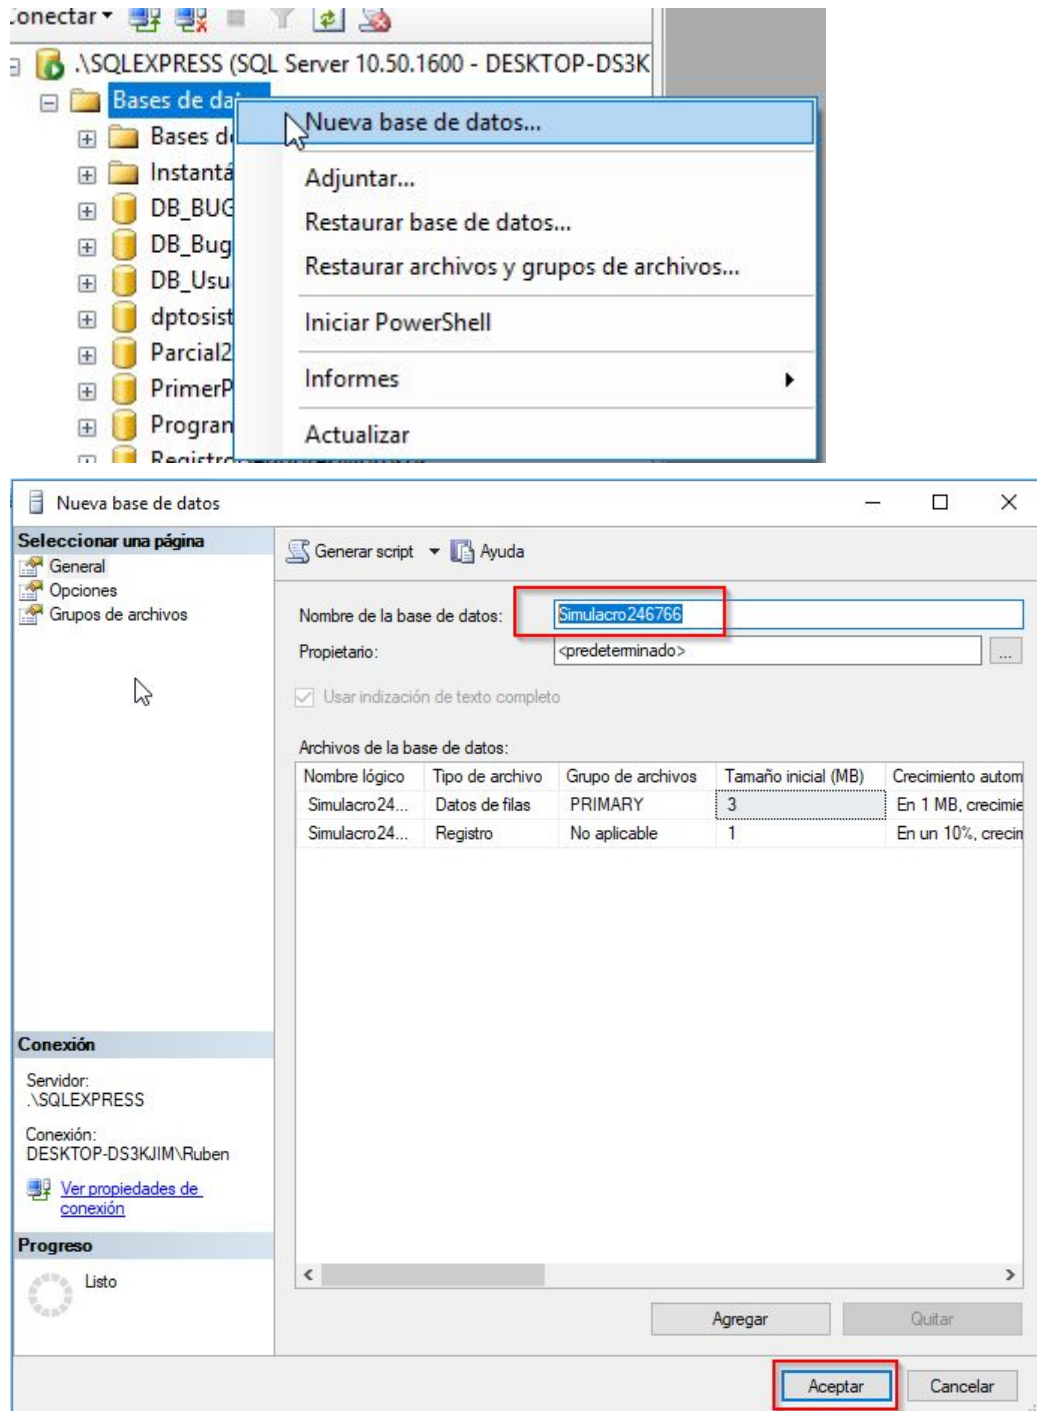 Conectar
.\SQLEXPRESS (SQL Server 10.50.1600 - DESKTOP-DS3K
Bases de da
Nueva base de datos...
Bases d
Adjuntar...
Instantá
DB_BUG
Restaurar base de datos...
DB_Bug
Restaurar archivos y grupos de archivos...
DB_Usu
dptosist
Iniciar PowerShell
Parcial2
Informes
PrimerP
Program
Actualizar
Nueva base de datos
Seleccionar una página
General
Opciones
Grupos de archivos
Generar script
Ayuda
Nombre de la base de datos: Simulacro246766
Propietario: <predeterminado> ...
Usar indización de texto completo
Archivos de la base de datos:
Nombre lógico Tipo de archivo Grupo de archivos Tamaño inicial (MB) Crecimiento autom
Simulacro24... Datos de filas PRIMARY 3 En 1 MB, crecimie
Simulacro24... Registro No aplicable 1 En un 10%, crecim
Conexión
Servidor:
.\SQLEXPRESS
Conexión:
DESKTOP-DS3KJIM\Ruben
Ver propiedades de
conexión
Progreso
Listo
Agregar Quitar
Aceptar Cancelar